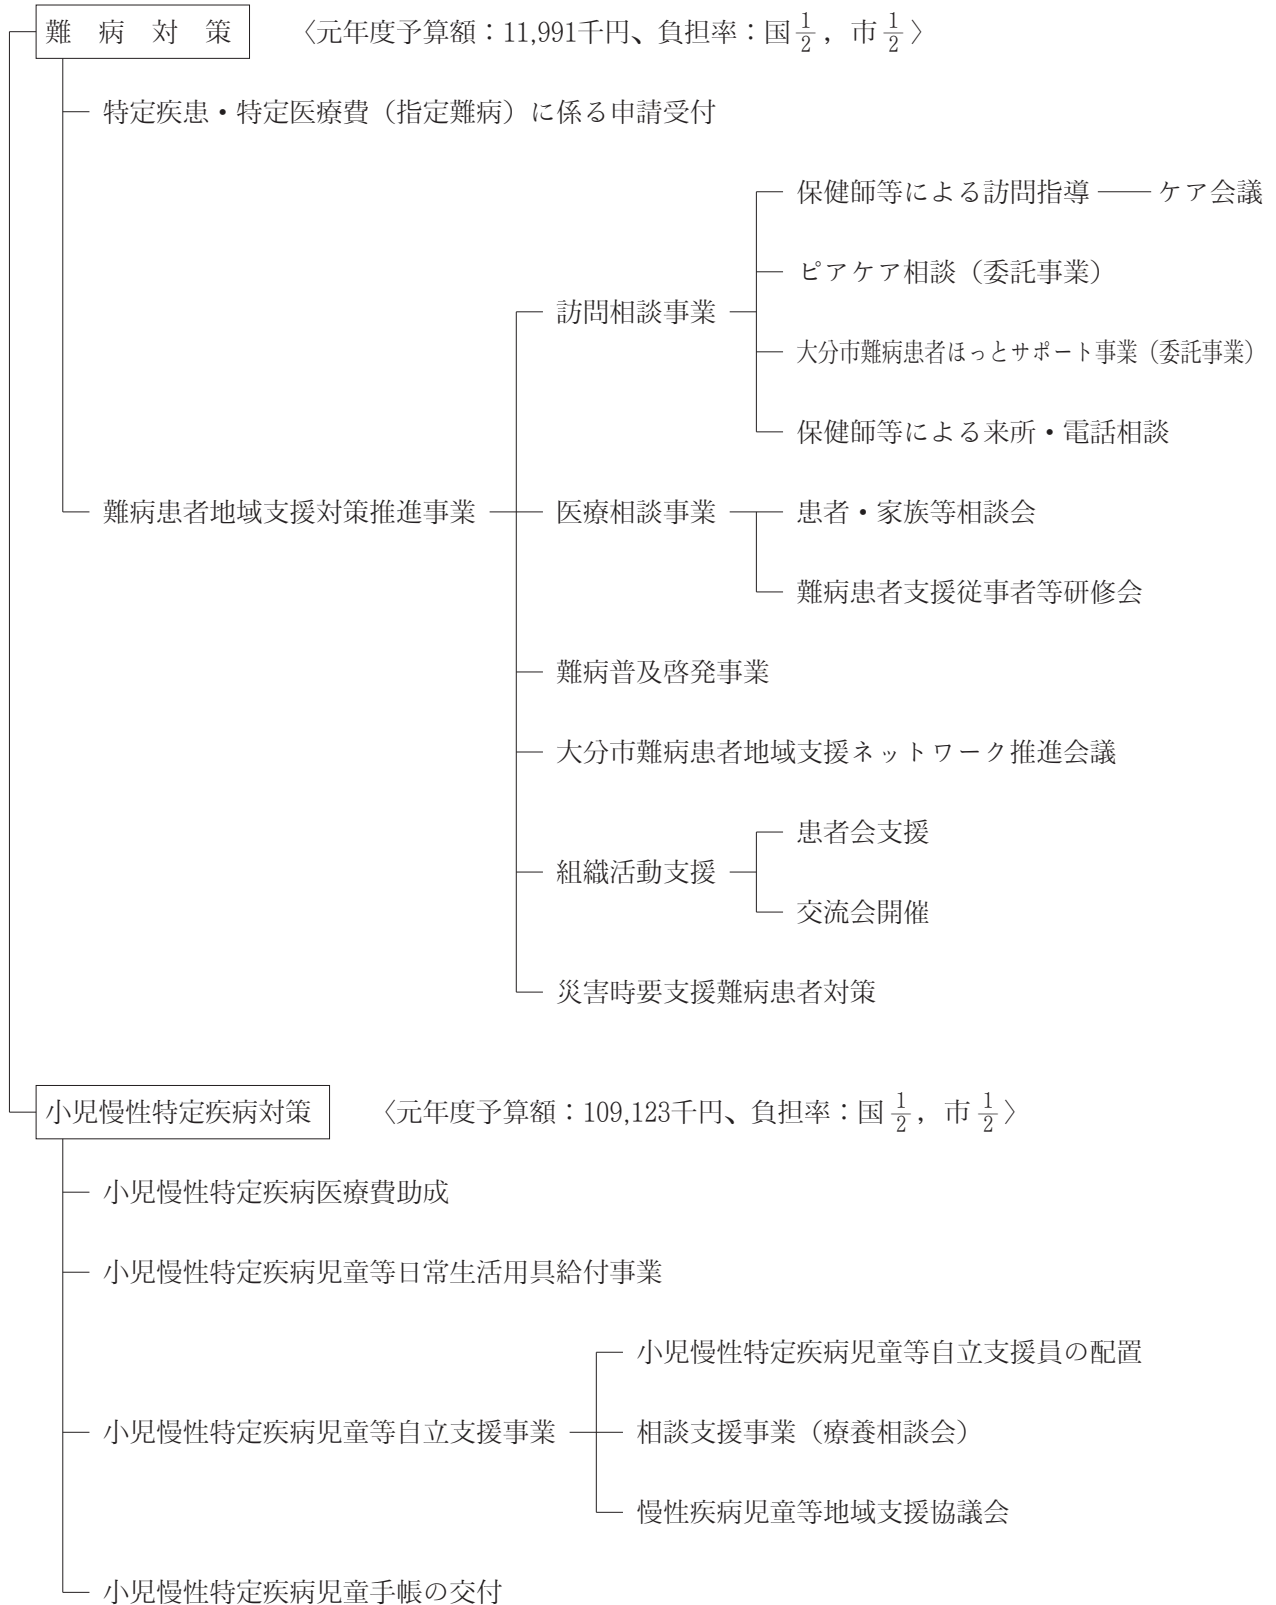 難病対策 〈元年度予算額：11,991千円、負担率：国1/2，市1/2〉
特定疾患・特定医療費（指定難病）に係る申請受付
保健師等による訪問指導 ケア会議
ピアケア相談（委託事業）
訪問相談事業
大分市難病患者ほっとサポート事業（委託事業）
保健師等による来所・電話相談
難病患者地域支援対策推進事業 医療相談事業 患者・家族等相談会
難病患者支援従事者等研修会
難病普及啓発事業
大分市難病患者地域支援ネットワーク推進会議
患者会支援
組織活動支援
交流会開催
災害時要支援難病患者対策
小児慢性特定疾病対策 〈元年度予算額：109,123千円、負担率：国1/2，市1/2〉
小児慢性特定疾病医療費助成
小児慢性特定疾病児童等日常生活用具給付事業
小児慢性特定疾病児童等自立支援員の配置
小児慢性特定疾病児童等自立支援事業 相談支援事業（療養相談会）
慢性疾病児童等地域支援協議会
小児慢性特定疾病児童手帳の交付